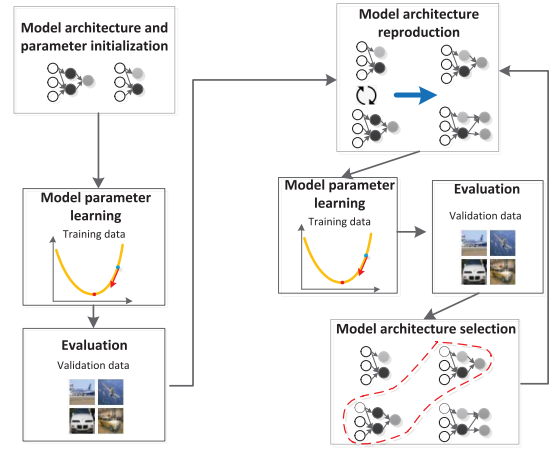 Model architecture and
parameter initialization
Model parameter
learning
Training data
Evaluation
Validation data
Model architecture
reproduction
Model parameter
learning
Training data
Evaluation
Validation data
Model architecture selection